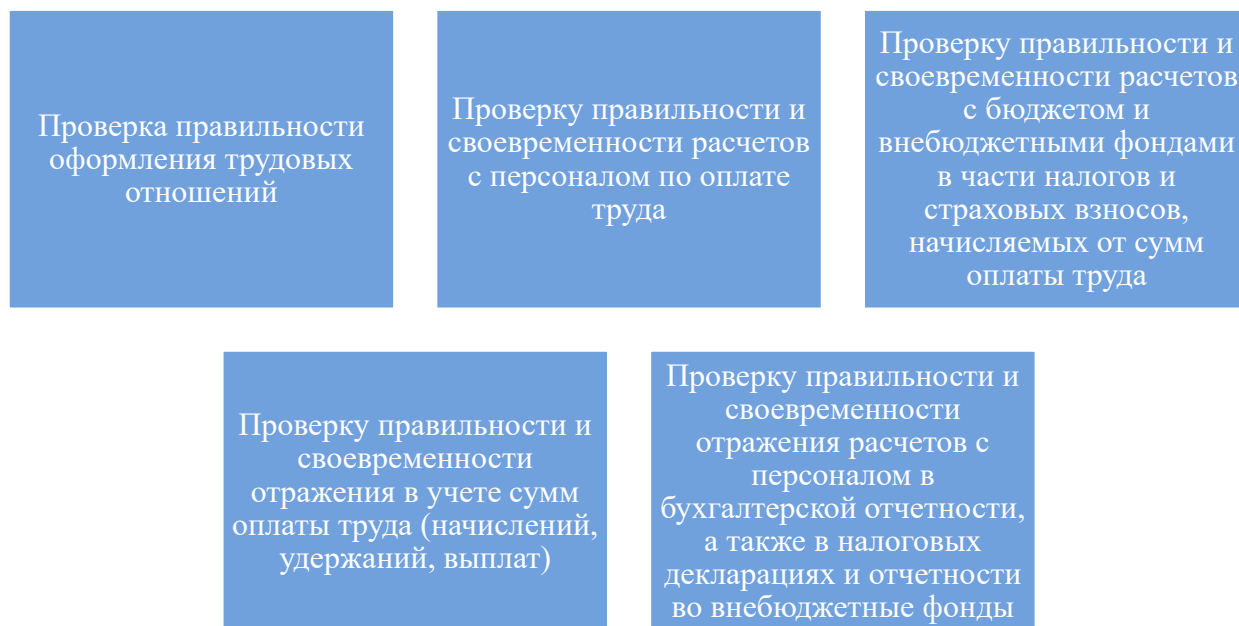 Проверка правильности
оформления трудовых
отношений
Проверку правильности и
своевременности расчетов
с персоналом по оплате
труда
Проверку правильности и
своевременности расчетов
с бюджетом и
внебюджетными фондами
в части налогов и
страховых взносов,
начисляемых от сумм
оплаты труда
Проверку правильности и
своевременности
отражения в учете сумм
оплаты труда (начислений,
удержаний, выплат)
Проверку правильности и
своевременности
отражения расчетов с
персоналом в
бухгалтерской отчетности,
а также в налоговых
декларациях и отчетности
во внебюджетные фонды